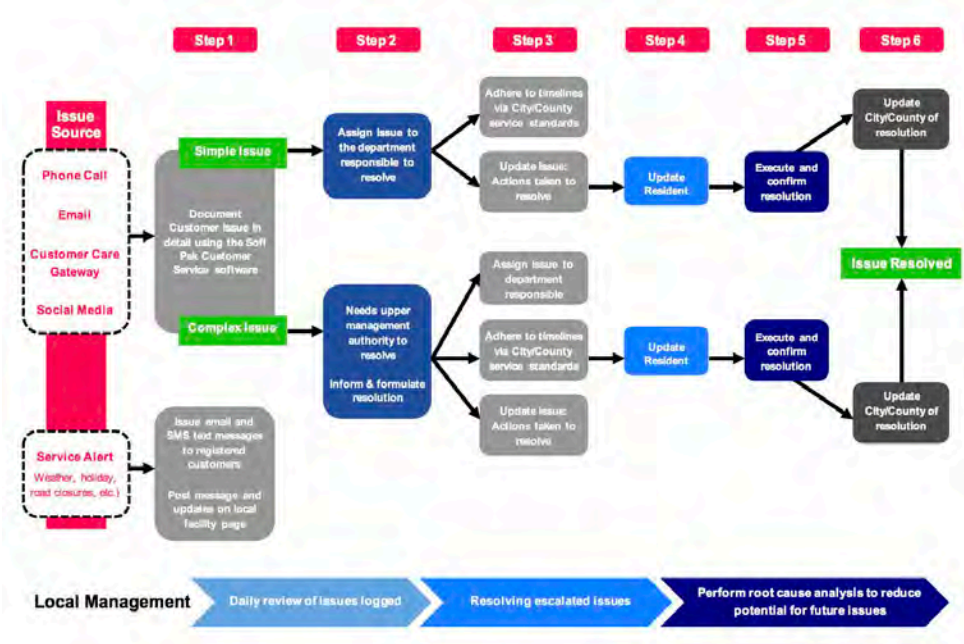 Step 1
Step 2
Step 3
Step 4
Step 5
Step 6
Issue
Source
Phone Call
Email
Customer Care
Gateway
Social Media
Simple Issue
Document
Customer Issue in
detail using the Soft
Pak Customer
Service software
Complex Issue
Assign Issue to
the department
responsible to
resolve
Adhere to timelines
via City/County
service standards
Update Issue:
Actions taken to
resolve
Update
Resident
Execute and
confirm
resolution
Update
City/County of
resolution
Issue Resolved
Needs upper
management
authority to
resolve
Inform & formulate
resolution
Assign Issue to
department
responsible
Adhere to timelines
via City/County
service standards
Update Issue:
Actions taken to
resolve
Update
Resident
Execute and
confirm
resolution
Update
City/County of
resolution
Service Alert
Weather, holiday,
road closures, etc.)
Issue email and
SMS text messages
to registered
customers
Post message and
updates on local
facility page
Local Management
Daily review of issues logged
Resolving escalated issues
Perform root cause analysis to reduce
potential for future issues